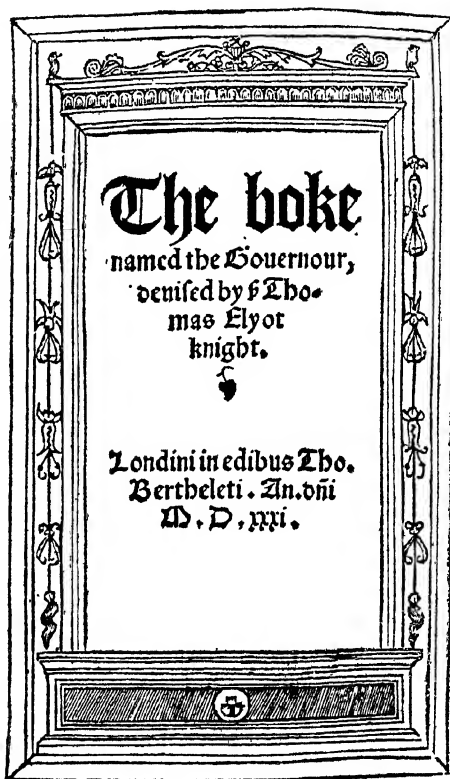 The boke
named the Gouernour,
deuised by ẜ Tho-
mas Elyot
knight.
Londini in edibus Tho.
Bertheleti. An. dñi
M. D. xxxi.